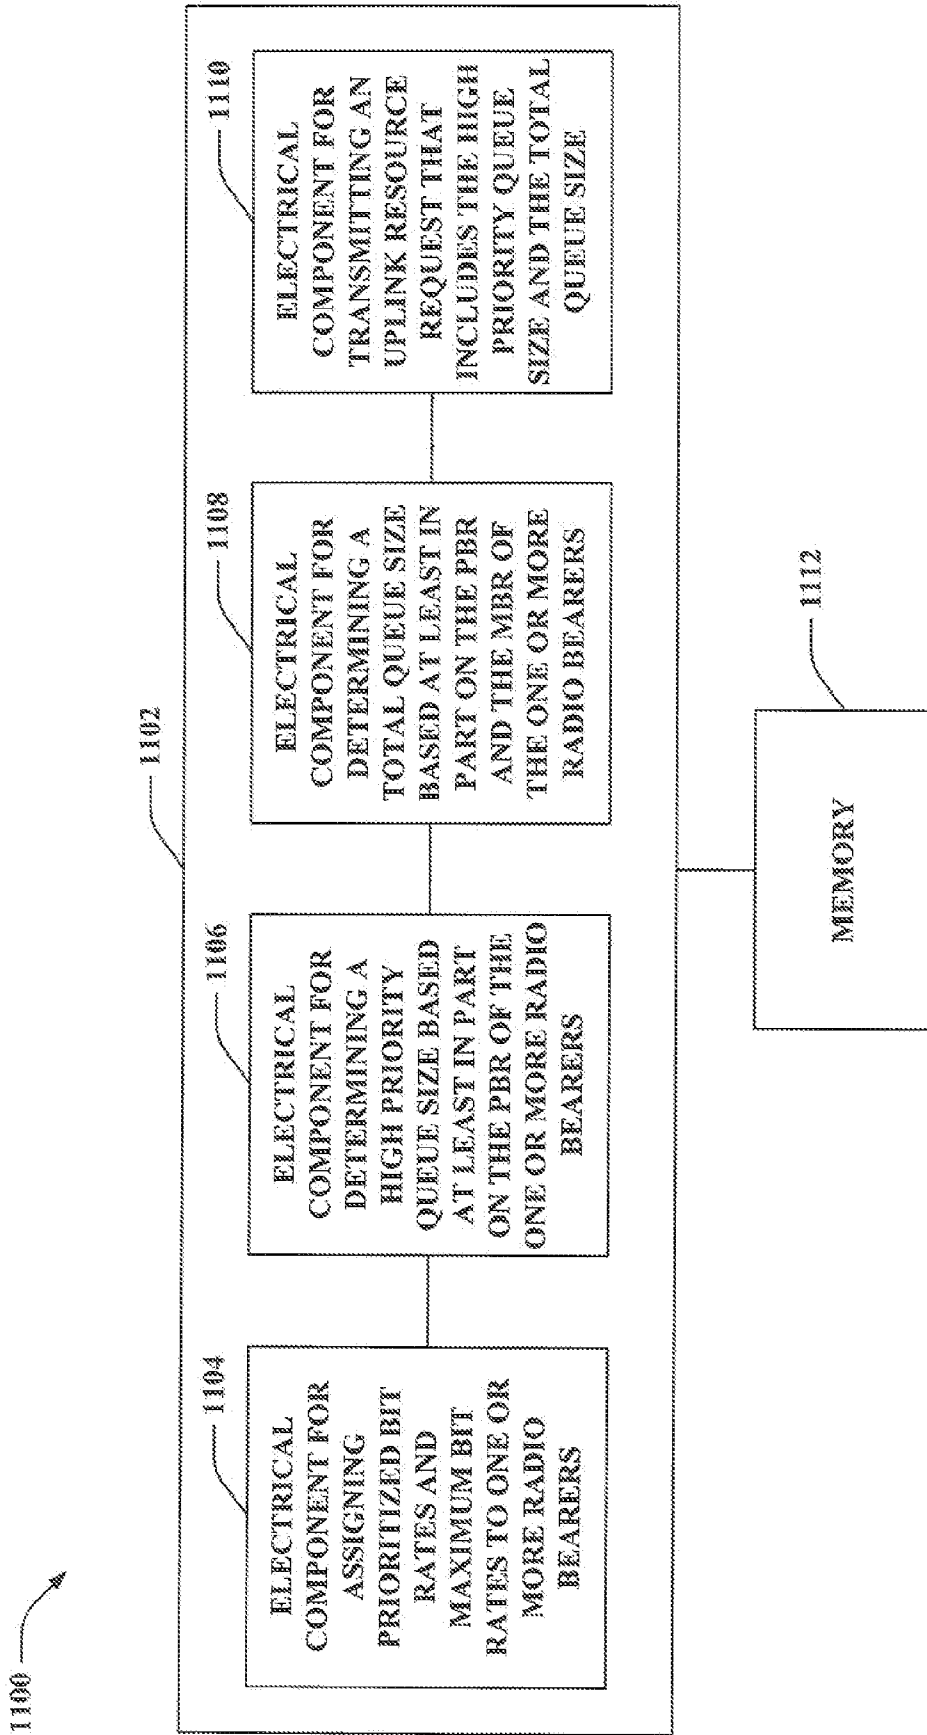 1100
1102
1104
ELECTRICAL
COMPONENT FOR
ASSIGNING
PRIORITIZED BIT
RATES AND
MAXIMUM BIT
RATES TO ONE OR
MORE RADIO
BEARERS
1106
ELECTRICAL
COMPONENT FOR
DETERMINING A
HIGH PRIORITY
QUEUE SIZE BASED
AT LEAST IN PART
ON THE PBR OF THE
ONE OR MORE RADIO
BEARERS
1108
ELECTRICAL
COMPONENT FOR
DETERMINING A
TOTAL QUEUE SIZE
BASED AT LEAST IN
PART ON THE PBR
AND THE MBR OF
THE ONE OR MORE
RADIO BEARERS
1110
ELECTRICAL
COMPONENT FOR
TRANSMITTING AN
UPLINK RESOURCE
REQUEST THAT
INCLUDES THE HIGH
PRIORITY QUEUE
SIZE AND THE TOTAL
QUEUE SIZE
1112
MEMORY